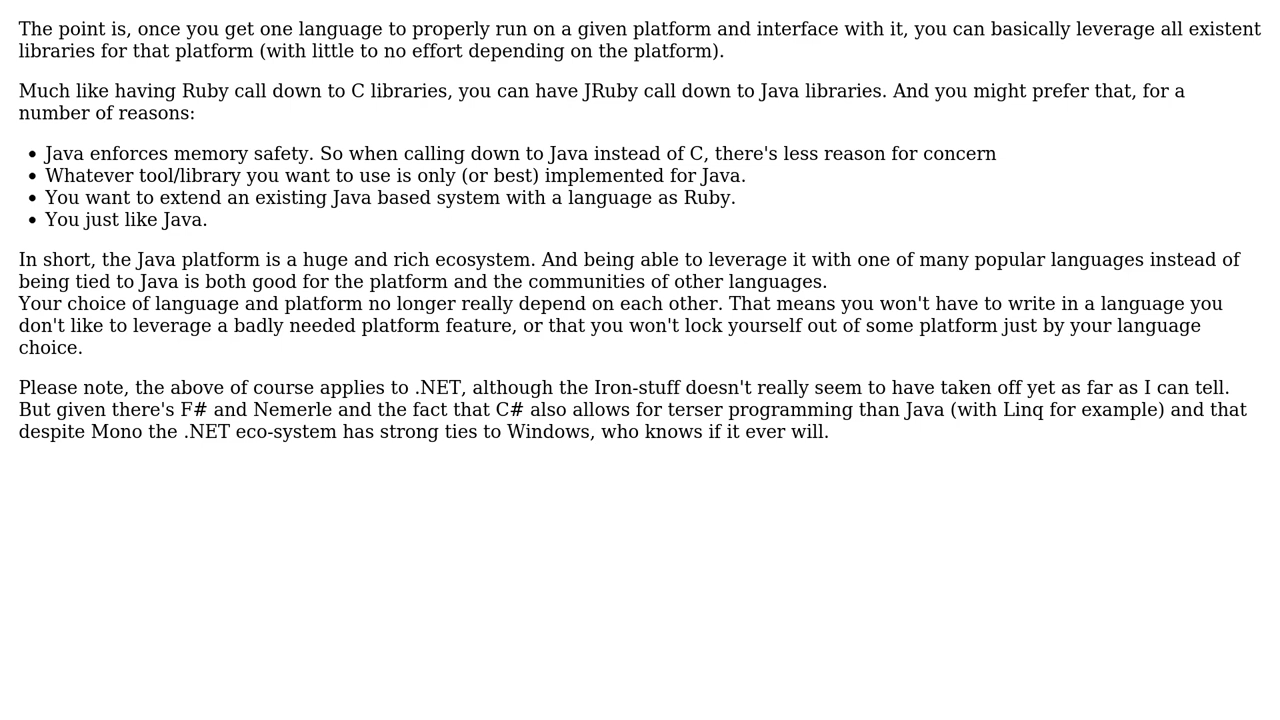 The point is, once you get one language to properly run on a given platform and interface with it, you can basically leverage all existent
libraries for that platform (with little to no effort depending on the platform).
Much like having Ruby call down to C libraries, you can have JRuby call down to Java libraries. And you might prefer that, for a
number of reasons:
• Java enforces memory safety. So when calling down to Java instead of C, there's less reason for concern
• Whatever tool/library you want to use is only (or best) implemented for Java.
• You want to extend an existing Java based system with a language as Ruby.
• You just like Java.
In short, the Java platform is a huge and rich ecosystem. And being able to leverage it with one of many popular languages instead of
being tied to Java is both good for the platform and the communities of other languages.
Your choice of language and platform no longer really depend on each other. That means you won't have to write in a language you
don't like to leverage a badly needed platform feature, or that you won't lock yourself out of some platform just by your language
choice.
Please note, the above of course applies to .NET, although the Iron-stuff doesn't really seem to have taken off yet as far as I can tell.
But given there's F# and Nemerle and the fact that C# also allows for terser programming than Java (with Linq for example) and that
despite Mono the .NET eco-system has strong ties to Windows, who knows if it ever will.